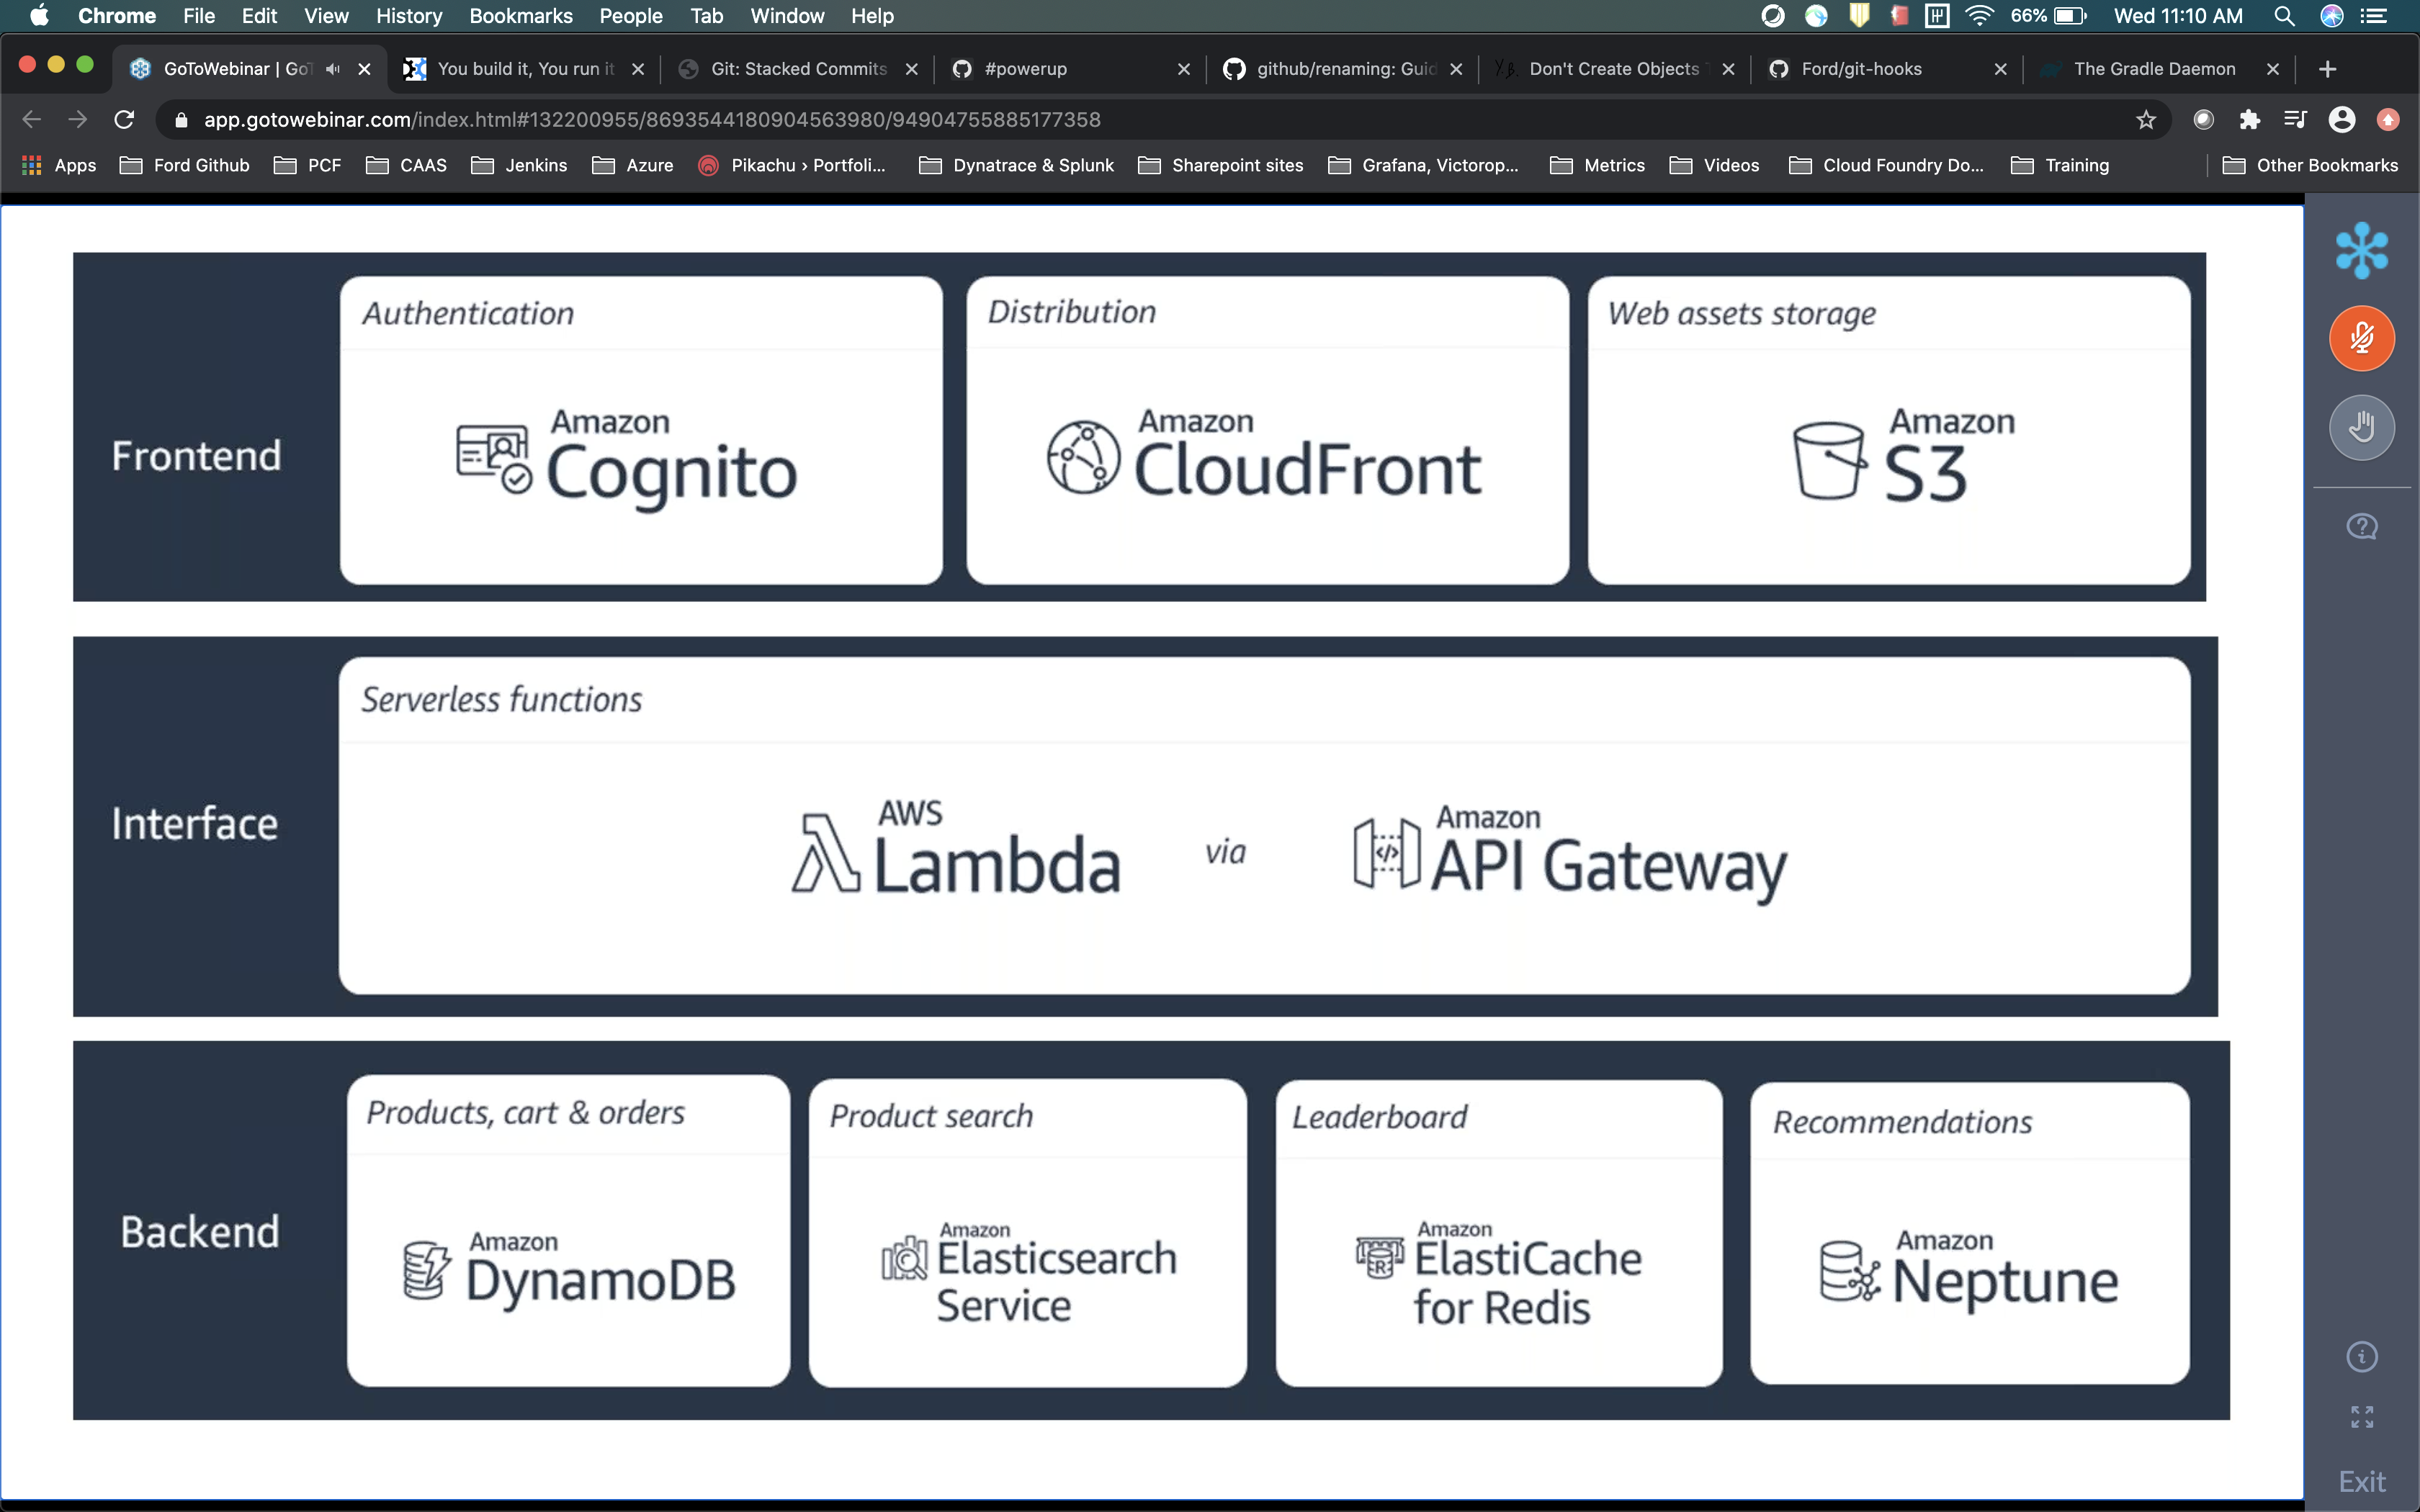 Chrome File Edit View History Bookmarks People Tab Window Help 66% Wed 11:10 AM
GoToWebinar | GoT You build it, You run it Git: Stacked Commits #powerup github/renaming: Guid Don't Create Objects Ford/git-hooks The Gradle Daemon
app.gotowebinar.com/index.html#132200955/8693544180904563980/94904755885177358
Apps Ford Github PCF CAAS Jenkins Azure Pikachu › Portfoli... Dynatrace & Splunk Sharepoint sites Grafana, Victorop... Metrics Videos Cloud Foundry Do... Training Other Bookmarks
Frontend
Authentication
Amazon
Cognito
Distribution
Amazon
CloudFront
Web assets storage
Amazon
S3
Interface
Serverless functions
AWS
Lambda
via
Amazon
API Gateway
Backend
Products, cart & orders
Amazon
DynamoDB
Product search
Amazon
Elasticsearch
Service
Leaderboard
Amazon
ElastiCache
for Redis
Recommendations
Amazon
Neptune
Exit